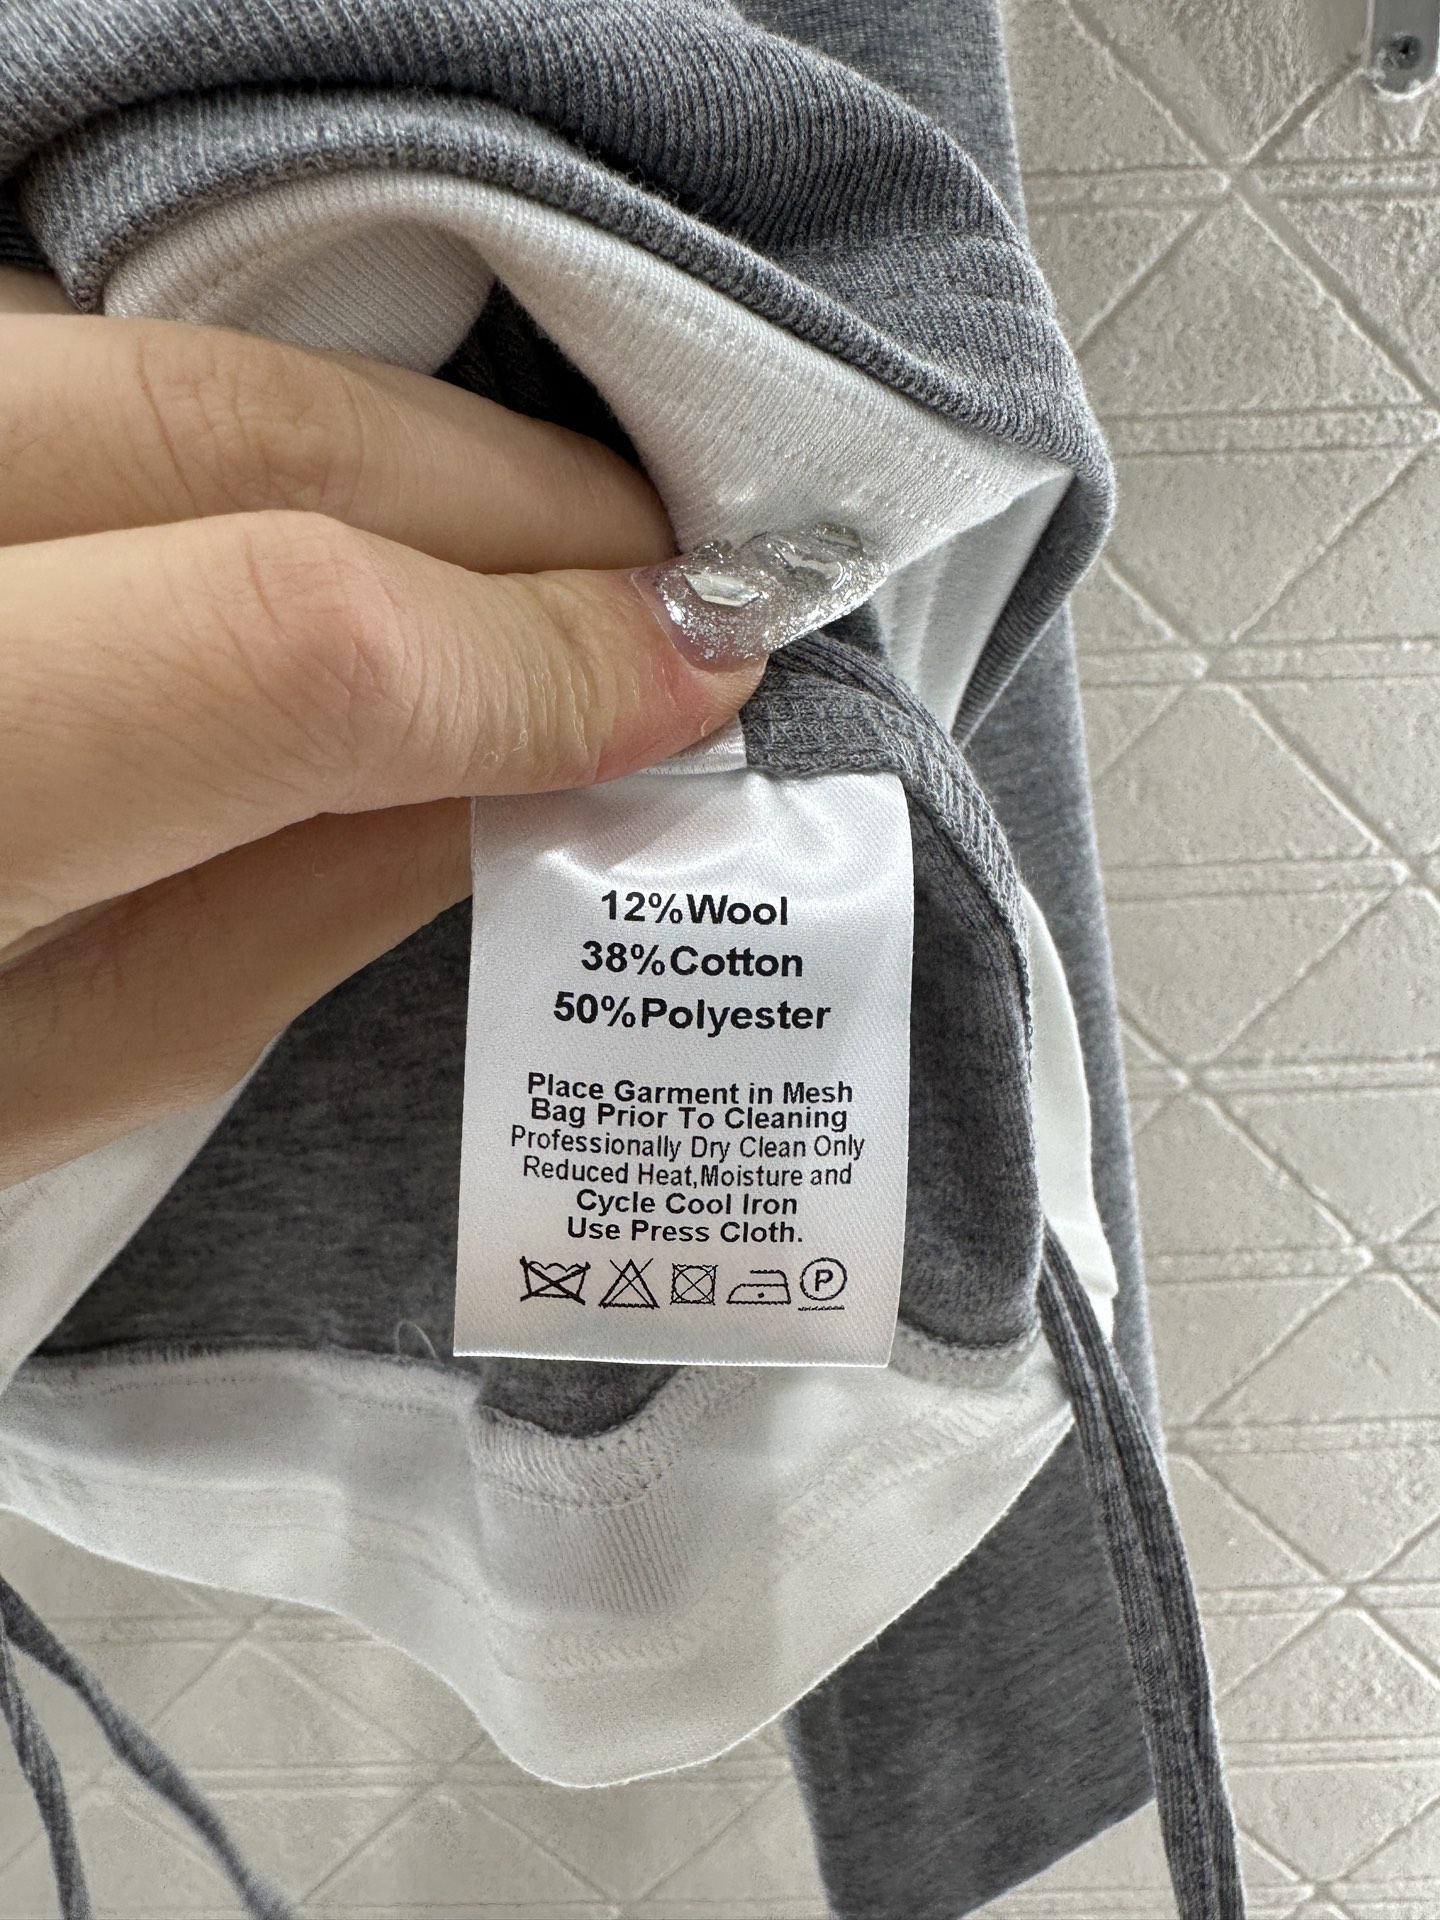 12%Wool
38%Cotton
50%Polyester
Place Garment in Mesh
Bag Prior To Cleaning
Professionally Dry Clean Only
Reduced Heat,Moisture and
Cycle Cool Iron
Use Press Cloth.
P